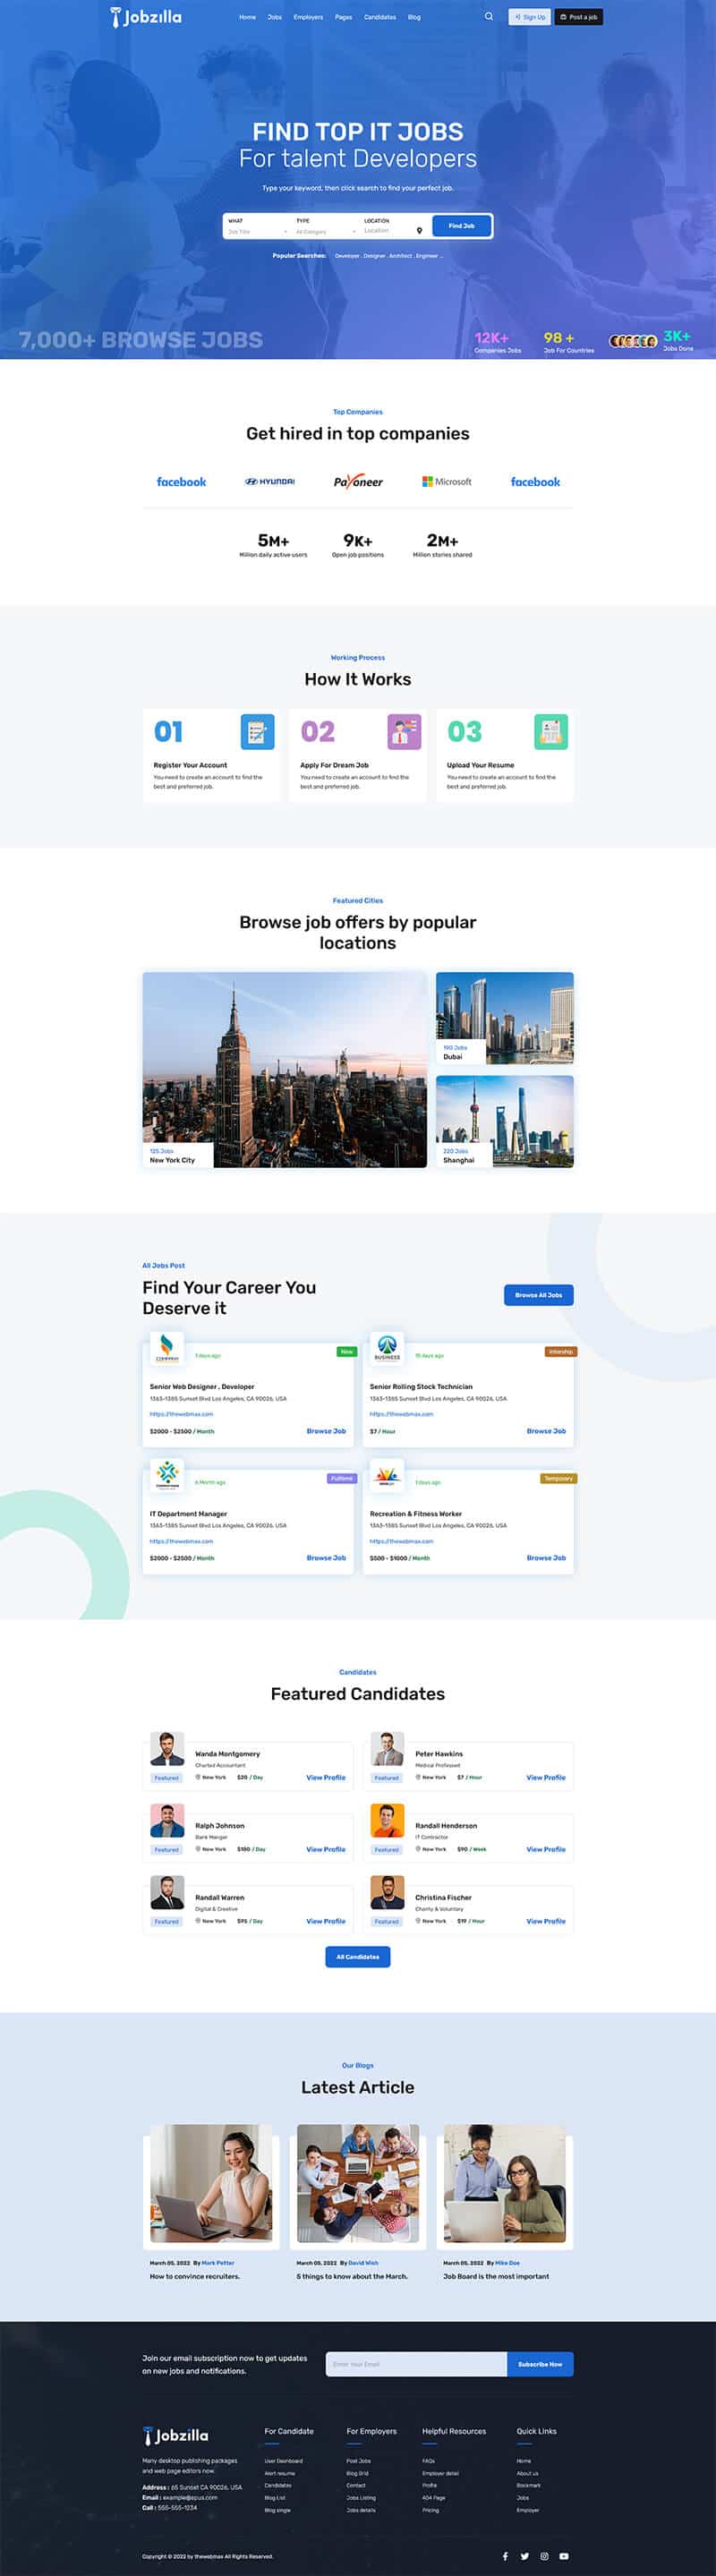 Jobzilla
Home Jobs Employers Pages Candidates Blog
Sign Up
Post a job
FIND TOP IT JOBS
For talent Developers
Type your keyword, then click search to find your perfect job.
WHAT TYPE LOCATION
Job Title All Category Location
Find Job
Popular Searches: Developer , Designer , Architect , Engineer ...
7,000+ BROWSE JOBS
12K+
Companies Jobs
98 +
Job For Countries
3K+
Jobs Done
Top Companies
Get hired in top companies
facebook
HYUNDAI
Payoneer
Microsoft
facebook
5M+
Million daily active users
9K+
Open job positions
2M+
Million stories shared
Working Process
How It Works
01
Register Your Account
You need to create an account to find the
best and preferred job.
02
Apply For Dream Job
You need to create an account to find the
best and preferred job.
03
Upload Your Resume
You need to create an account to find the
best and preferred job.
Featured Cities
Browse job offers by popular
locations
125 Jobs
New York City
190 Jobs
Dubai
220 Jobs
Shanghai
All Jobs Post
Find Your Career You
Deserve it
Browse All Jobs
New
Senior Web Designer , Developer
1363-1385 Sunset Blvd Los Angeles, CA 90026, USA
https://thewebmax.com
$2000 - $2500 / Month
Browse Job
BUSINESS
15 days ago
Intership
Senior Rolling Stock Technician
1363-1385 Sunset Blvd Los Angeles, CA 90026, USA
https://thewebmax.com
$7 / Hour
Browse Job
6 Month ago
Fulltime
IT Department Manager
1363-1385 Sunset Blvd Los Angeles, CA 90026, USA
https://thewebmax.com
$2000 - $2500 / Month
Browse Job
1 days ago
Temporary
Recreation & Fitness Worker
1363-1385 Sunset Blvd Los Angeles, CA 90026, USA
https://thewebmax.com
$500 - $1000 / Month
Browse Job
Candidates
Featured Candidates
Wanda Montgomery
Charted Accountant
Featured
New York $20 / Day
View Profile
Peter Hawkins
Medical Professed
Featured
New York $7 / Hour
View Profile
Ralph Johnson
Bank Manger
Featured
New York $180 / Day
View Profile
Randall Henderson
IT Contractor
Featured
New York $90 / Week
View Profile
Randall Warren
Digital & Creative
Featured
New York $95 / Day
View Profile
Christina Fischer
Charity & Voluntary
Featured
New York $19 / Hour
View Profile
All Candidates
Our Blogs
Latest Article
March 05, 2022 By Mark Petter
How to convince recruiters.
March 05, 2022 By David Wish
5 things to know about the March.
March 05, 2022 By Mike Doe
Job Board is the most important
Join our email subscription now to get updates
on new jobs and notifications.
Enter Your Email
Subscribe Now
Jobzilla
Many desktop publishing packages
and web page editors now.
Address : 65 Sunset CA 90026, USA
Email : example@spus.com
Call : 555-555-1234
For Candidate
User Dashboard
Alert resume
Candidates
Blog List
Blog single
For Employers
Post Jobs
Blog Grid
Contact
Jobs Listing
Jobs details
Helpful Resources
FAQs
Employer detail
Profile
404 Page
Pricing
Quick Links
Home
About us
Bookmark
Jobs
Employer
Copyright © 2022 by thewebmax All Rights Reserved.